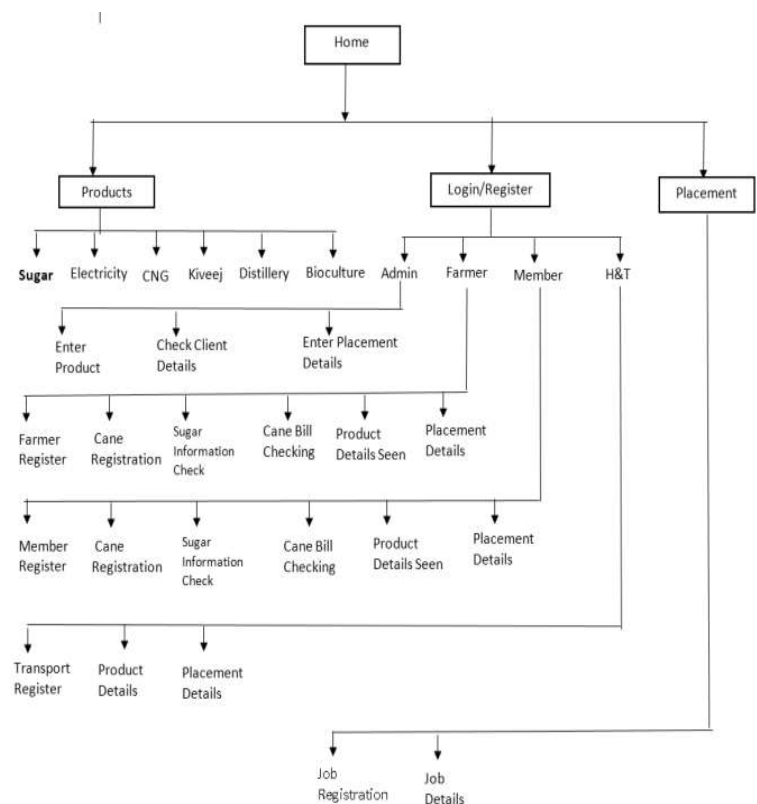 Home
Products
Login/Register
Placement
Sugar
Electricity
CNG
Kiveej
Distillery
Bioculture
Admin
Farmer
Member
H&T
Enter
Product
Check Client
Details
Enter Placement
Details
Farmer
Register
Cane
Registration
Sugar
Information
Check
Cane Bill
Checking
Product
Details Seen
Placement
Details
Member
Register
Cane
Registration
Sugar
Information
Check
Cane Bill
Checking
Product
Details Seen
Placement
Details
Transport
Register
Product
Details
Placement
Details
Job
Registration
Job
Details